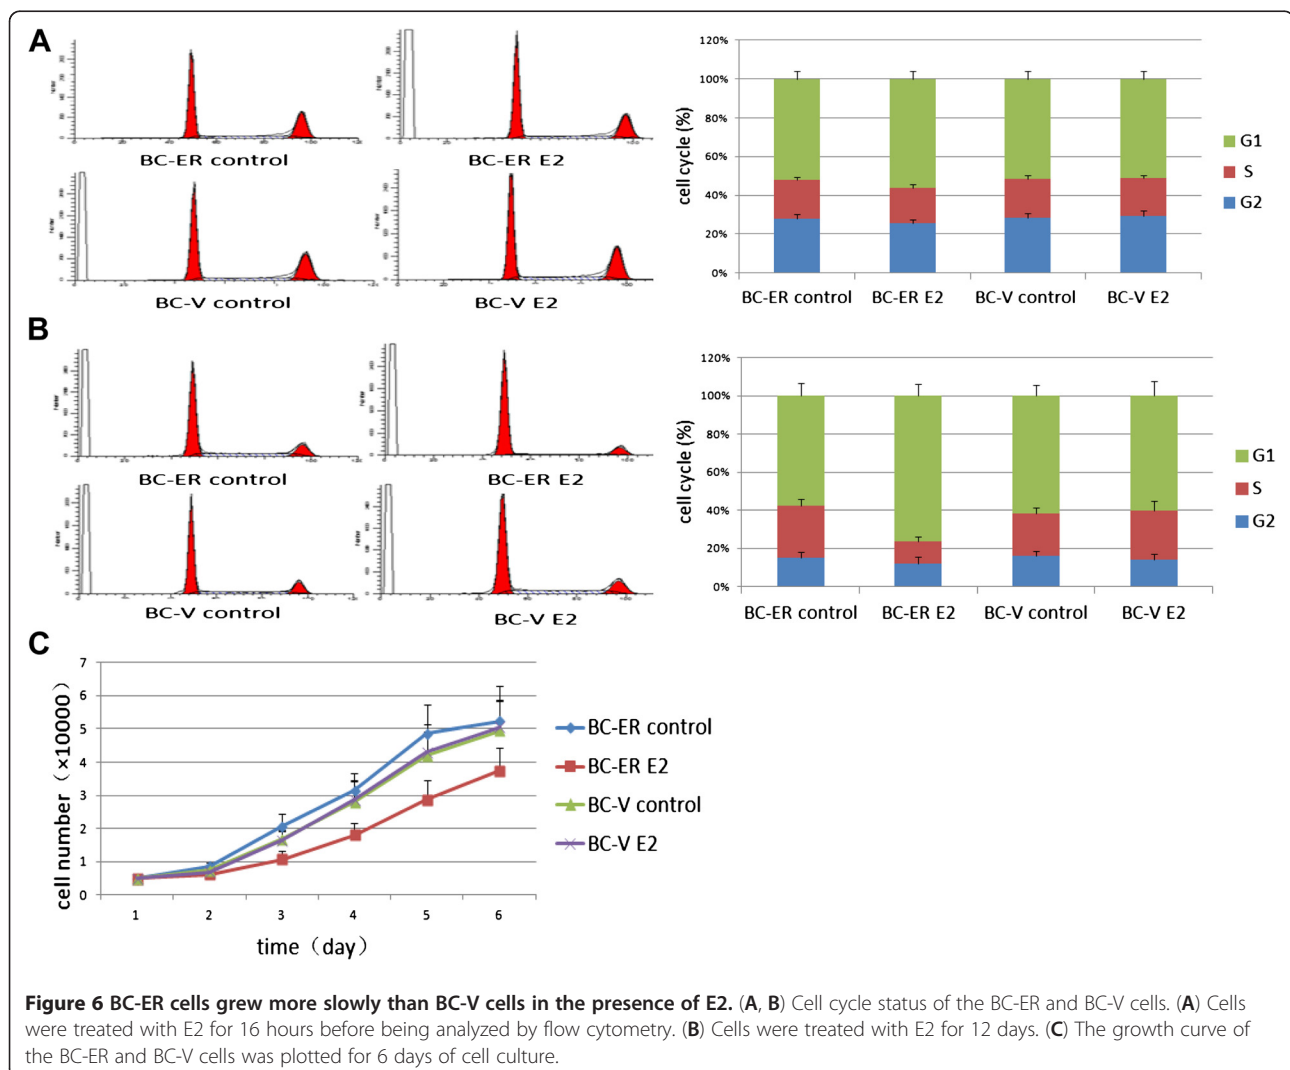 A
BC-ER control
BC-ER E2
BC-V control
BC-V E2
120%
100%
80%
60%
40%
20%
0%
cell cycle (%)
BC-ER control
BC-ER E2
BC-V control
BC-V E2
G1
S
G2
B
BC-ER control
BC-ER E2
BC-V control
BC-V E2
120%
100%
80%
60%
40%
20%
0%
cell cycle (%)
BC-ER control
BC-ER E2
BC-V control
BC-V E2
G1
S
G2
C
7
6
5
4
3
2
1
0
cell number（×10000）
1 2 3 4 5 6
time（day）
BC-ER control
BC-ER E2
BC-V control
BC-V E2
Figure 6 BC-ER cells grew more slowly than BC-V cells in the presence of E2. (A, B) Cell cycle status of the BC-ER and BC-V cells. (A) Cells
were treated with E2 for 16 hours before being analyzed by flow cytometry. (B) Cells were treated with E2 for 12 days. (C) The growth curve of
the BC-ER and BC-V cells was plotted for 6 days of cell culture.